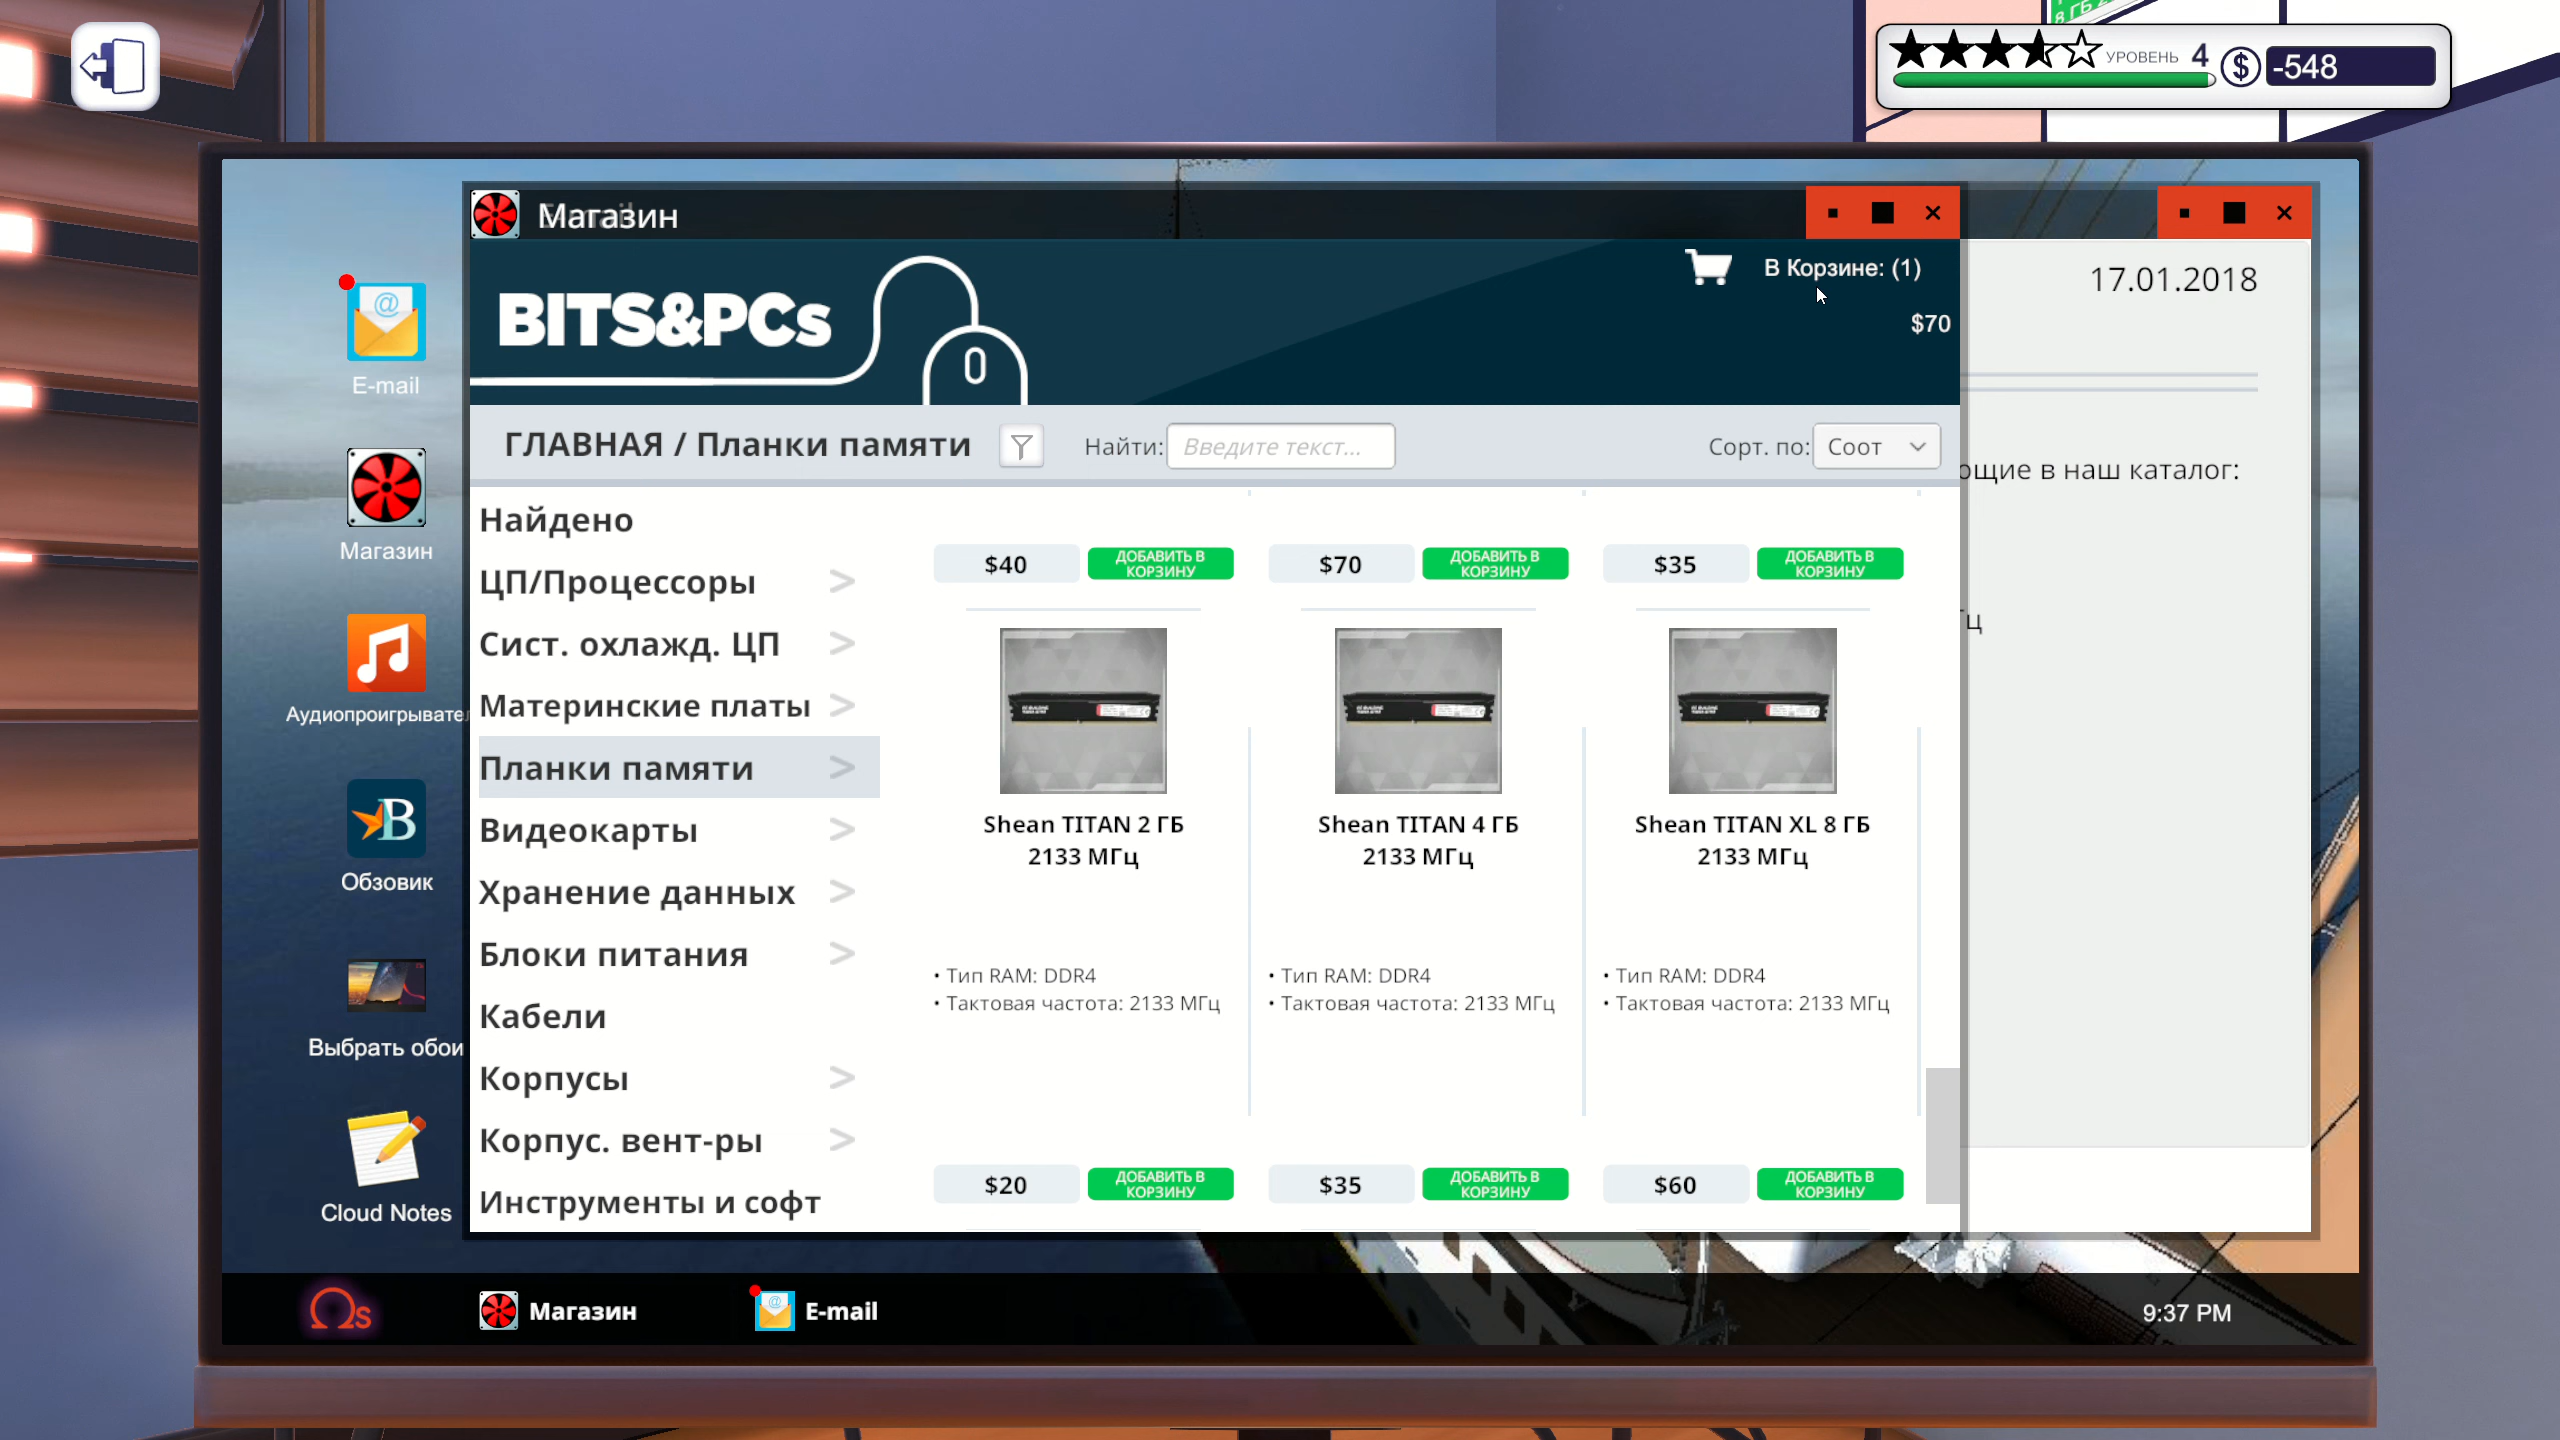 8 ГБ
УРОВЕНЬ 4
-548
Магазин
17.01.2018
В Корзине: (1)
$70
BITS&PCs
ГЛАВНАЯ / Планки памяти
Найти:
Введите текст...
Сорт. по:
Соот
ющие в наш каталог:
E-mail
Магазин
Аудиопроигрывате
Обзовик
Выбрать обои
Cloud Notes
Найдено
ЦП/Процессоры >
Сист. охлажд. ЦП >
Материнские платы >
Планки памяти >
Видеокарты >
Хранение данных >
Блоки питания >
Кабели
Корпусы >
Корпус. вент-ры >
Инструменты и софт
$40
ДОБАВИТЬ В
КОРЗИНУ
$70
ДОБАВИТЬ В
КОРЗИНУ
$35
ДОБАВИТЬ В
КОРЗИНУ
Shean TITAN 2 ГБ
2133 МГц
• Тип RAM: DDR4
• Тактовая частота: 2133 МГц
$20
ДОБАВИТЬ В
КОРЗИНУ
Shean TITAN 4 ГБ
2133 МГц
• Тип RAM: DDR4
• Тактовая частота: 2133 МГц
$35
ДОБАВИТЬ В
КОРЗИНУ
Shean TITAN XL 8 ГБ
2133 МГц
• Тип RAM: DDR4
• Тактовая частота: 2133 МГц
$60
ДОБАВИТЬ В
КОРЗИНУ
Ωs
Магазин
E-mail
9:37 PM